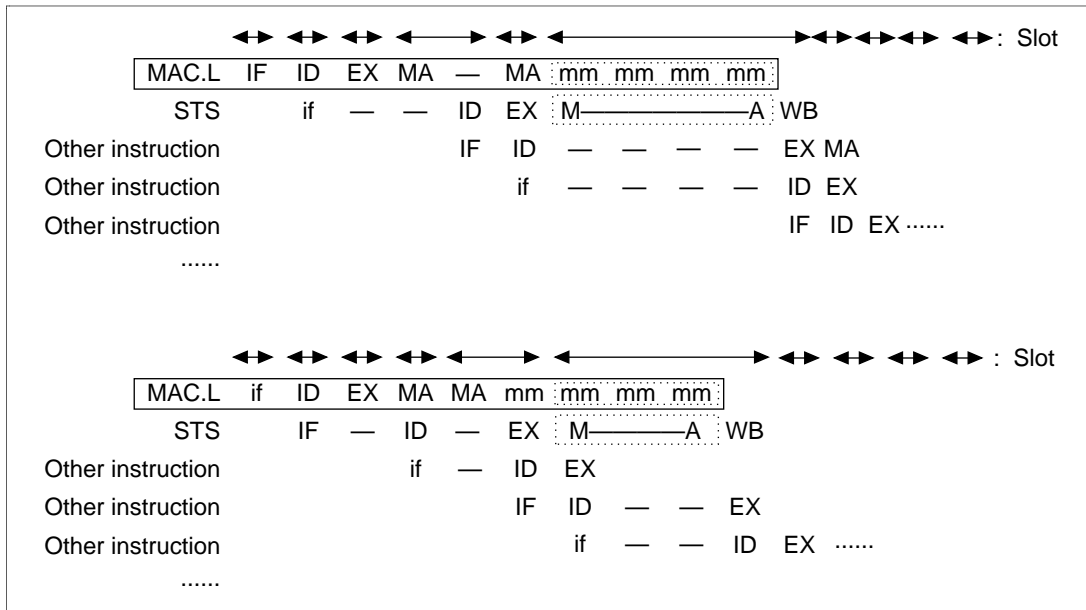 : Slot
MAC.L IF ID EX MA — MA mm mm mm mm
STS if — — ID EX M———A WB
Other instruction IF ID — — — — EX MA
Other instruction if — — — — ID EX
Other instruction IF ID EX ······
······
: Slot
MAC.L if ID EX MA MA mm mm mm mm
STS IF — ID — EX M———A WB
Other instruction if — ID EX
Other instruction IF ID — — EX
Other instruction if — — ID EX ······
······